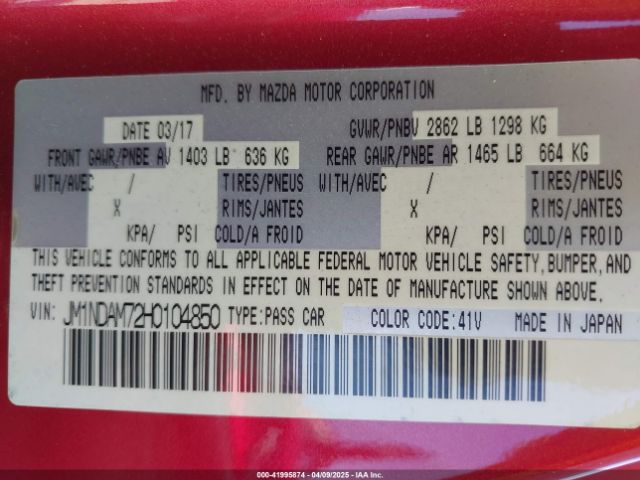 MFD. BY MAZDA MOTOR CORPORATION
DATE 03/17 GVWR/PNBV 2862 LB 1298 KG
FRONT GAWR/PNBE AV 1403 LB 636 KG REAR GAWR/PNBE AR 1465 LB 664 KG
WITH/AVEC / TIRES/PNEUS WITH/AVEC / TIRES/PNEUS
X RIMS/JANTES X RIMS/JANTES
KPA/ PSI COLD/A FROID KPA/ PSI COLD/A FROID
THIS VEHICLE CONFORMS TO ALL APPLICABLE FEDERAL MOTOR VEHICLE SAFETY,BUMPER,AND
THEFT PREVENTION STANDARDS IN EFFECT ON THE DATE OF MANUFACTURE SHOWN ABOVE.
VIN: JM1NDAM72H0104850 TYPE:PASS CAR COLOR CODE:41V MADE IN JAPAN
000-41995874 - 04/09/2025 - IAAI.com